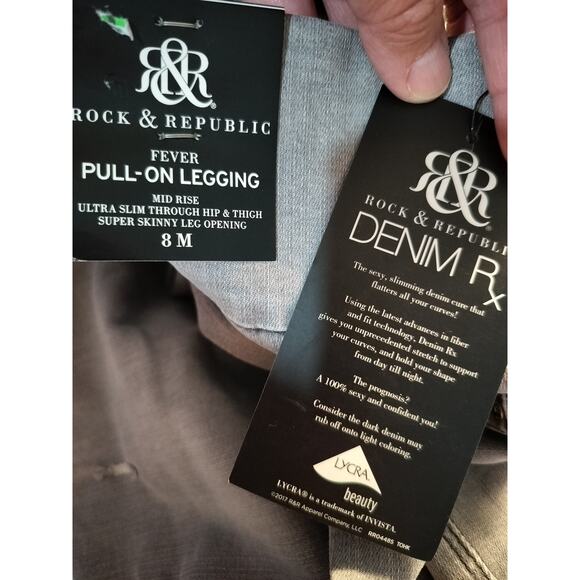 R&R
ROCK & REPUBLIC
FEVER
PULL-ON LEGGING
MID RISE
ULTRA SLIM THROUGH HIP & THIGH
SUPER SKINNY LEG OPENING
8 M
R&R
ROCK & REPUBLI
DENIM Rx
The sexy, slimming denim cure that
flatters all your curves!
Using the latest advances in fiber
and fit technology, Denim Rx
gives you unprecedented stretch to support
your curves, and hold your shape
from day till night.
The prognosis?
A 100% sexy and confident you!
Consider the dark denim may
rub off onto light coloring.
LYCRA.
beauty
LYCRA® is a trademark of INVISTA.
©2017 R&R Apparel Company, LLC RR04485 TOHK